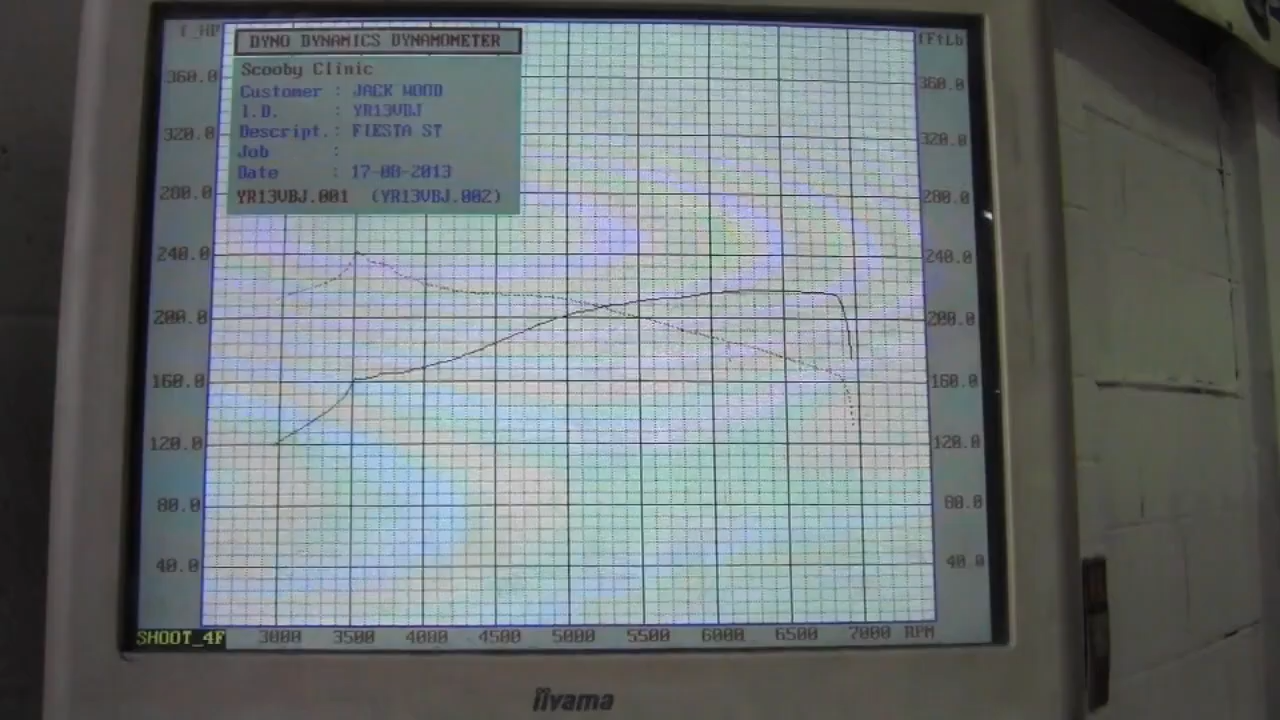 T_HP
DYNO DYNAMICS DYNAMOMETER
TFtLb
Scooby Clinic
Customer : JACK WOOD
I.D. : YR13VBJ
Descript. : FIESTA ST
Job :
Date : 17-08-2013
YR13VBJ.001 (YR13VBJ.002)
360.0 360.0
320.0 320.0
280.0 280.0
240.0 240.0
200.0 200.0
160.0 160.0
120.0 120.0
80.0 80.0
40.0 40.0
SHOOT_4F 3000 3500 4000 4500 5000 5500 6000 6500 7000 RPM
iiyama